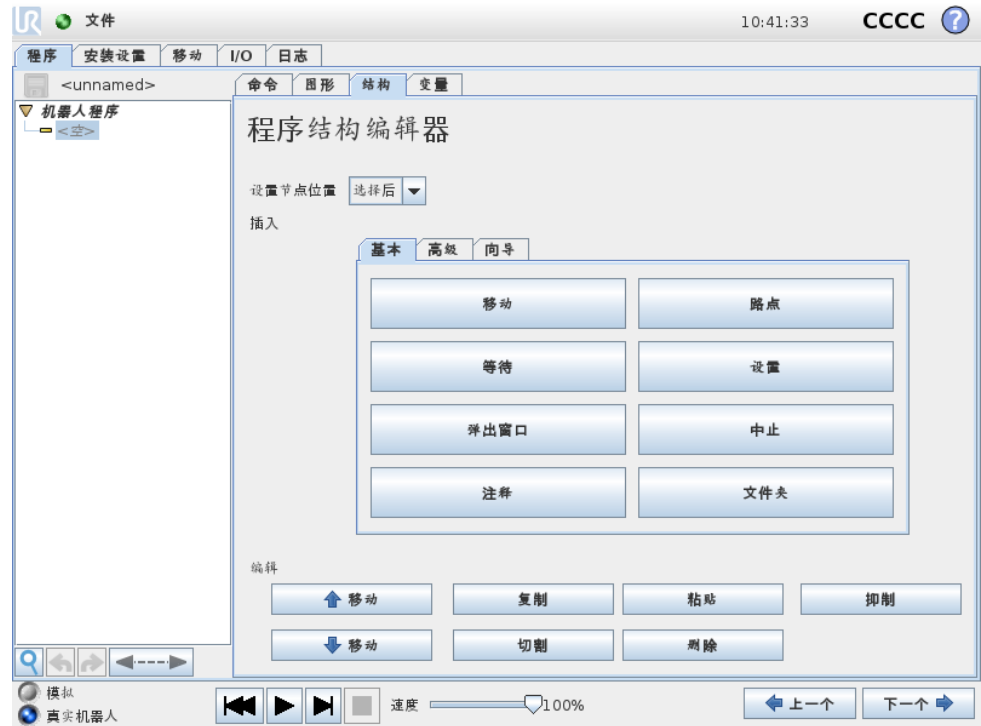 UR 文件 10:41:33 CCCC ?
程序 安装设置 移动 I/O 日志
<unnamed> 命令 图形 结构 变量
机器人程序
<空>
程序结构编辑器
设置节点位置 选择后
插入
基本 高级 向导
移动 路点
等待 设置
弹出窗口 中止
注释 文件夹
编辑
移动 复制 粘贴 抑制
移动 切割 删除
模拟
真实机器人
速度 100% 上一个 下一个